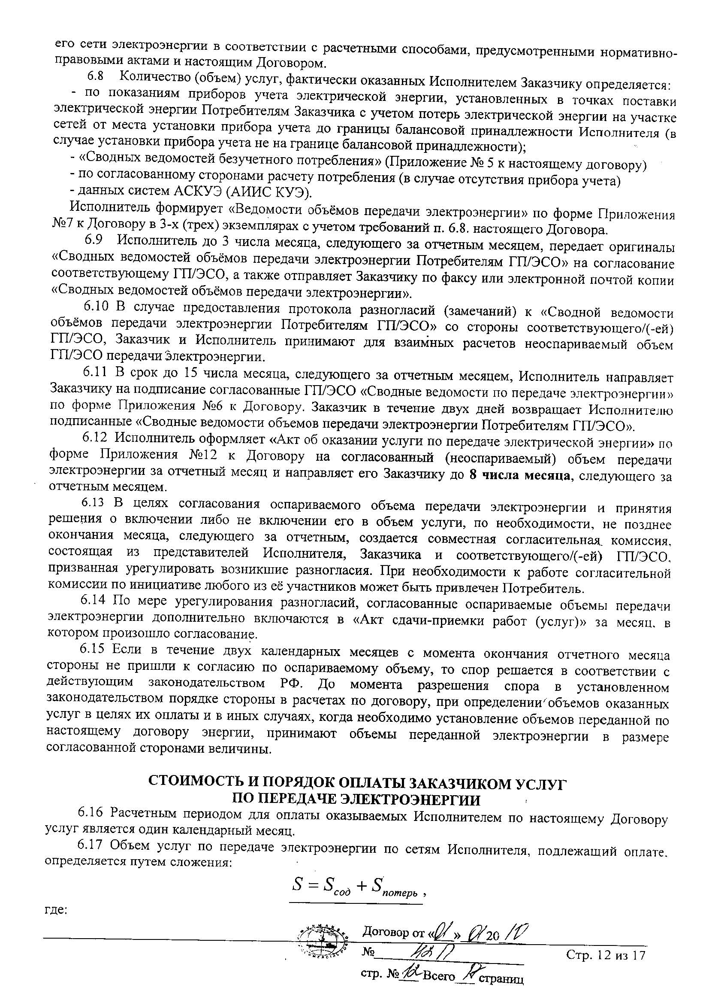 его сети электроэнергии в соответствии с расчетными способами, предусмотренными нормативно-
правовыми актами и настоящим Договором.
6.8 Количество (объем) услуг, фактически оказанных Исполнителем Заказчику определяется:
- по показаниям приборов учета электрической энергии, установленных в точках поставки
электрической энергии Потребителям Заказчика с учетом потерь электрической энергии на участке
сетей от места установки прибора учета до границы балансовой принадлежности Исполнителя (в
случае установки прибора учета не на границе балансовой принадлежности);
- «Сводных ведомостей безучетного потребления» (Приложение № 5 к настоящему договору)
- по согласованному сторонами расчету потребления (в случае отсутствия прибора учета)
- данных систем АСКУЭ (АИИС КУЭ).
Исполнитель формирует «Ведомости объёмов передачи электроэнергии» по форме Приложения
№7 к Договору в 3-х (трех) экземплярах с учетом требований п. 6.8. настоящего Договора.
6.9 Исполнитель до 3 числа месяца, следующего за отчетным месяцем, передает оригиналы
«Сводных ведомостей объёмов передачи электроэнергии Потребителям ГП/ЭСО» на согласование
соответствующему ГП/ЭСО, а также отправляет Заказчику по факсу или электронной почтой копии
«Сводных ведомостей объёмов передачи электроэнергии».
6.10 В случае предоставления протокола разногласий (замечаний) к «Сводной ведомости
объёмов передачи электроэнергии Потребителям ГП/ЭСО» со стороны соответствующего/(-ей)
ГП/ЭСО, Заказчик и Исполнитель принимают для взаимных расчетов неоспариваемый объем
ГП/ЭСО передачи электроэнергии.
6.11 В срок до 15 числа месяца, следующего за отчетным месяцем, Исполнитель направляет
Заказчику на подписание согласованные ГП/ЭСО «Сводные ведомости по передаче электроэнергии»
по форме Приложения №6 к Договору. Заказчик в течение двух дней возвращает Исполнителю
подписанные «Сводные ведомости объемов передачи электроэнергии Потребителям ГП/ЭСО».
6.12 Исполнитель оформляет «Акт об оказании услуги по передаче электрической энергии» по
форме Приложения №12 к Договору на согласованный (неоспариваемый) объем передачи
электроэнергии за отчетный месяц и направляет его Заказчику до 8 числа месяца, следующего за
отчетным месяцем.
6.13 В целях согласования оспариваемого объема передачи электроэнергии и принятия
решения о включении либо не включении его в объем услуги, по необходимости, не позднее
окончания месяца, следующего за отчетным, создается совместная согласительная комиссия,
состоящая из представителей Исполнителя, Заказчика и соответствующего/(-ей) ГП/ЭСО,
призванная урегулировать возникшие разногласия. При необходимости к работе согласительной
комиссии по инициативе любого из её участников может быть привлечен Потребитель.
6.14 По мере урегулирования разногласий, согласованные оспариваемые объемы передачи
электроэнергии дополнительно включаются в «Акт сдачи-приемки работ (услуг)» за месяц, в
котором произошло согласование.
6.15 Если в течение двух календарных месяцев с момента окончания отчетного месяца
стороны не пришли к согласию по оспариваемому объему, то спор решается в соответствии с
действующим законодательством РФ. До момента разрешения спора в установленном
законодательством порядке стороны в расчетах по договору, при определении объемов оказанных
услуг в целях их оплаты и в иных случаях, когда необходимо установление объемов переданной по
настоящему договору энергии, принимают объемы переданной электроэнергии в размере
согласованной сторонами величины.
СТОИМОСТЬ И ПОРЯДОК ОПЛАТЫ ЗАКАЗЧИКОМ УСЛУГ
ПО ПЕРЕДАЧЕ ЭЛЕКТРОЭНЕРГИИ
6.16 Расчетным периодом для оплаты оказываемых Исполнителем по настоящему Договору
услуг является один календарный месяц.
6.17 Объем услуг по передаче электроэнергии по сетям Исполнителя, подлежащий оплате,
определяется путем сложения:
S = Sсод + Sпотерь ,
где:
Договор от «01» 01 20 10
№
Стр. 12 из 17
стр. № 12 Всего 17 страниц